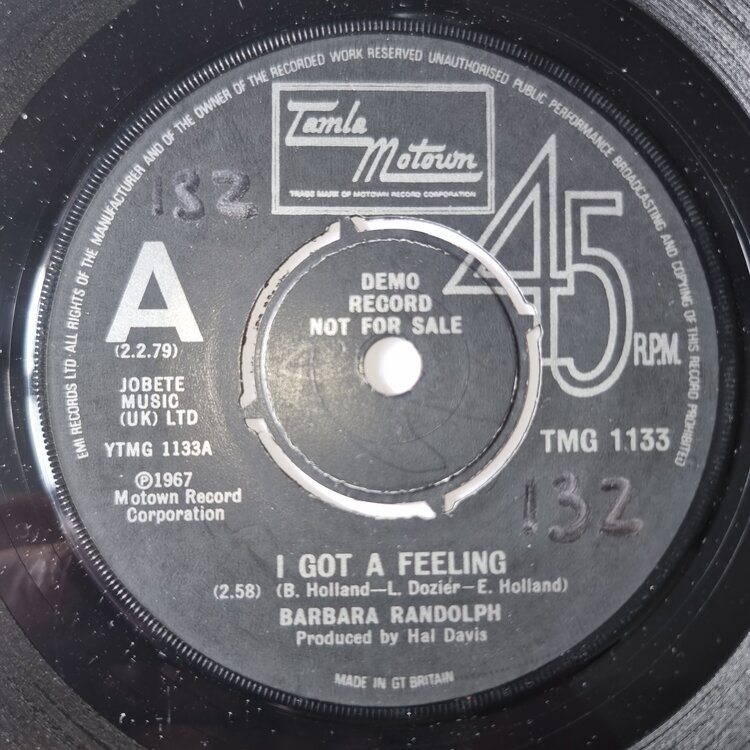 EMI RECORDS LTD ALL RIGHTS OF THE MANUFACTURER AND OF THE OWNER OF THE RECORDED WORK RESERVED UNAUTHORISED PUBLIC PERFORMANCE BROADCASTING AND COPYING OF THIS RECORD PROHIBITED
Tamla
Motown
TRADE MARK OF MOTOWN RECORD CORPORATION
132
45
R.P.M.
A
(2.2.79)
DEMO
RECORD
NOT FOR SALE
JOBETE
MUSIC
(UK) LTD
YTMG 1133A
TMG 1133
℗1967
Motown Record
Corporation
132
I GOT A FEELING
(2.58) (B. Holland—L. Dozier—E. Holland)
BARBARA RANDOLPH
Produced by Hal Davis
MADE IN GT BRITAIN